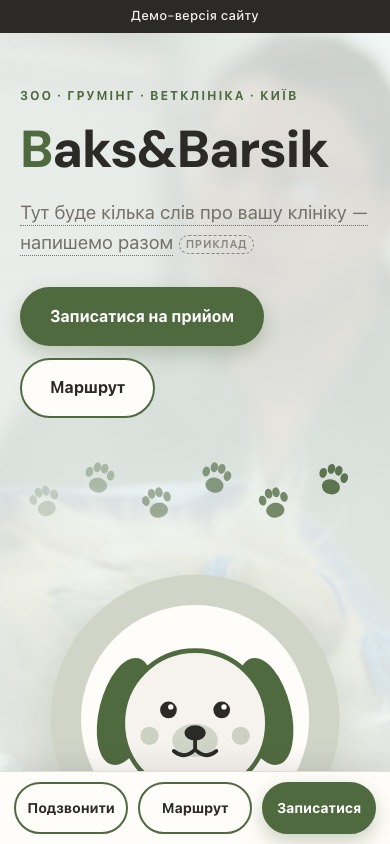 Демо-версія сайту
ЗОО · ГРУМІНГ · ВЕТКЛІНІКА · КИЇВ
Baks&Barsik
Тут буде кілька слів про вашу клініку —
напишемо разом ПРИКЛАД
Записатися на прийом
Маршрут
Подзвонити Маршрут Записатися